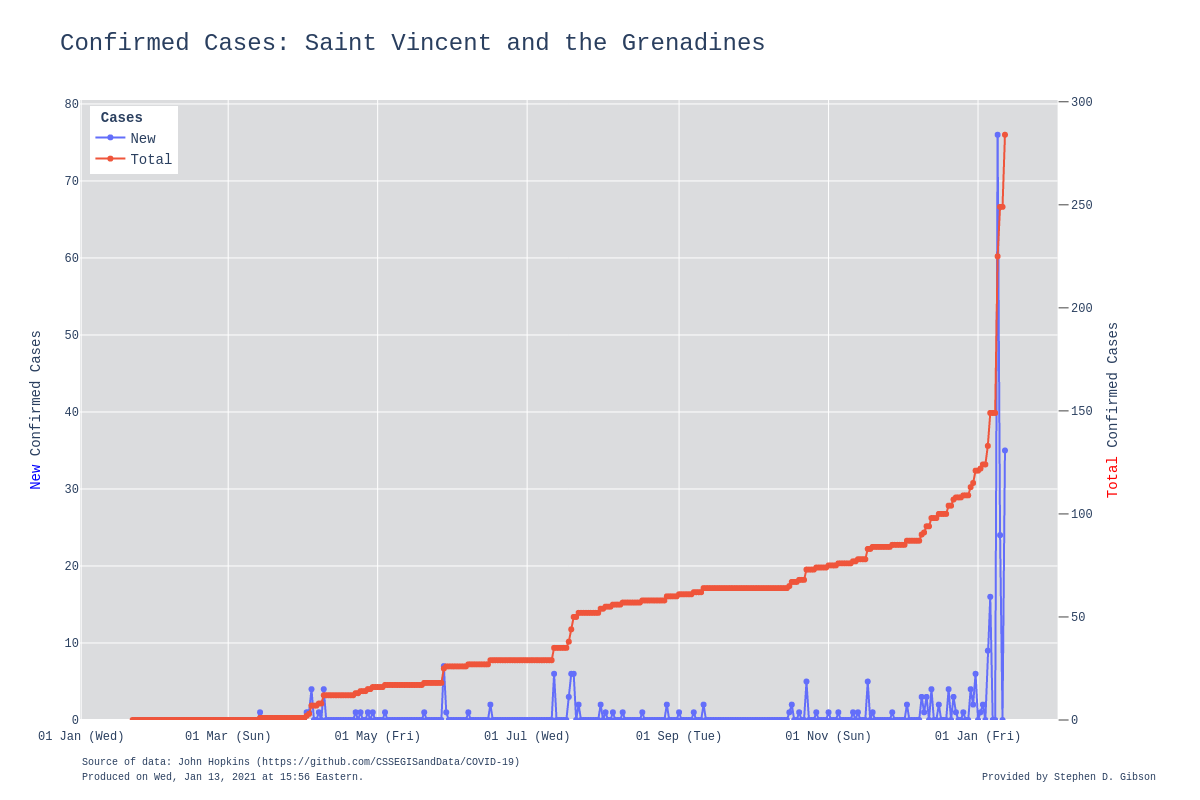 Confirmed Cases: Saint Vincent and the Grenadines
Cases
New
Total
80
70
60
50
40
30
20
10
0
New Confirmed Cases
300
250
200
150
100
50
0
Total Confirmed Cases
01 Jan (Wed) 01 Mar (Sun) 01 May (Fri) 01 Jul (Wed) 01 Sep (Tue) 01 Nov (Sun) 01 Jan (Fri)
Source of data: John Hopkins (https://github.com/CSSEGISandData/COVID-19)
Produced on Wed, Jan 13, 2021 at 15:56 Eastern.
Provided by Stephen D. Gibson